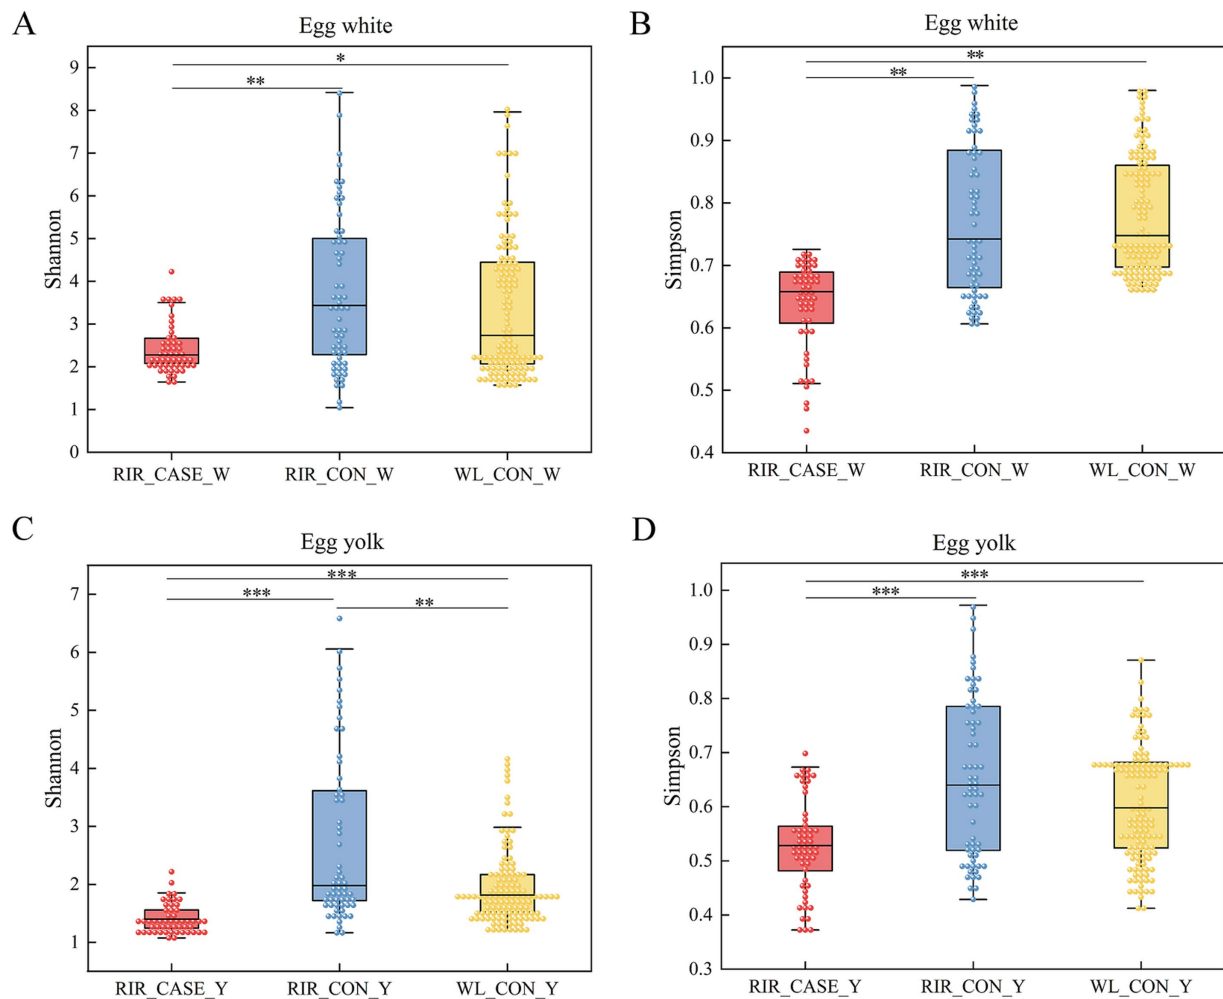 A
Egg white
Shannon
9
8
7
6
5
4
3
2
1
0
*
**
RIR_CASE_W
RIR_CON_W
WL_CON_W
B
Egg white
Simpson
1.0
0.9
0.8
0.7
0.6
0.5
0.4
**
**
RIR_CASE_W
RIR_CON_W
WL_CON_W
C
Egg yolk
Shannon
7
6
5
4
3
2
1
***
***
**
RIR_CASE_Y
RIR_CON_Y
WL_CON_Y
D
Egg yolk
Simpson
1.0
0.9
0.8
0.7
0.6
0.5
0.4
0.3
***
***
RIR_CASE_Y
RIR_CON_Y
WL_CON_Y